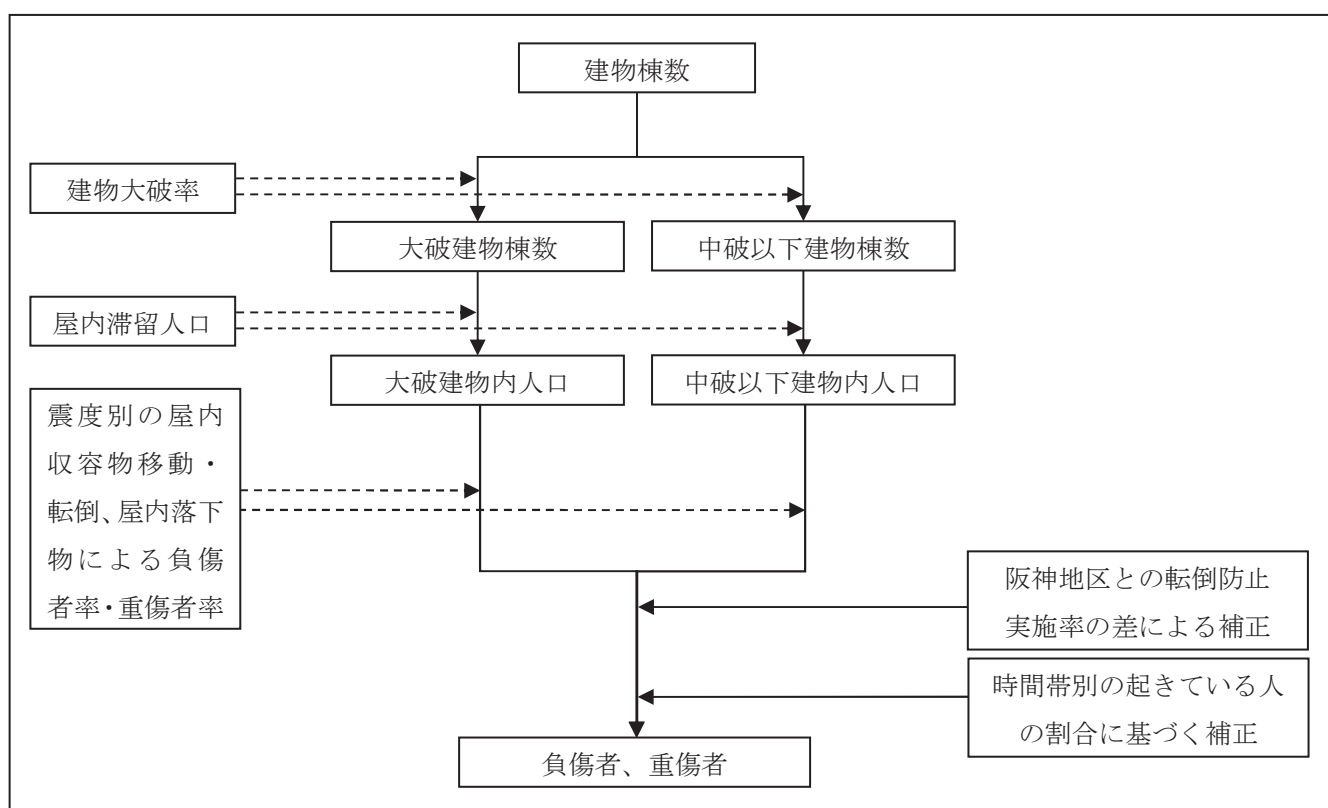 建物棟数
建物大破率
大破建物棟数
中破以下建物棟数
屋内滞留人口
大破建物内人口
中破以下建物内人口
震度別の屋内
収容物移動・
転倒、屋内落下
物による負傷
者率・重傷者率
阪神地区との転倒防止
実施率の差による補正
時間帯別の起きている人
の割合に基づく補正
負傷者、重傷者